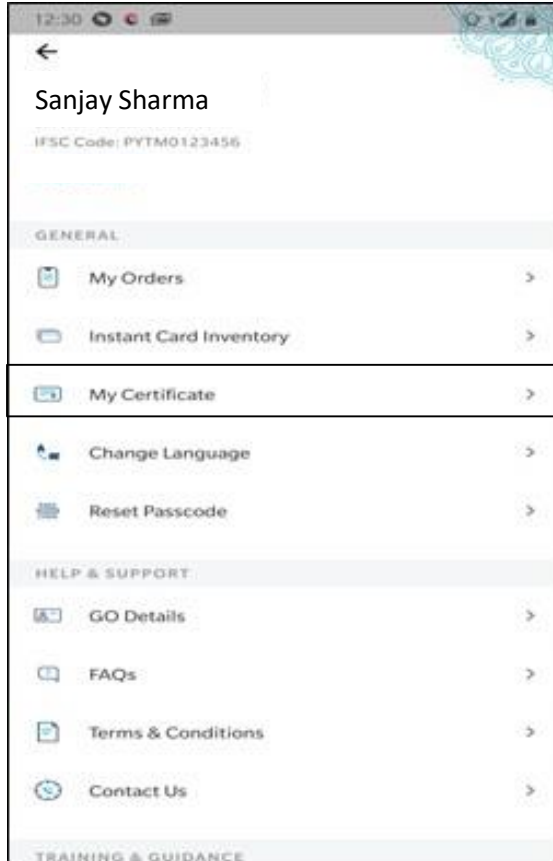 12:30
Sanjay Sharma
IFSC Code: PYTM0123456
GENERAL
My Orders
Instant Card Inventory
My Certificate
Change Language
Reset Passcode
HELP & SUPPORT
GO Details
FAQs
Terms & Conditions
Contact Us
TRAINING & GUIDANCE